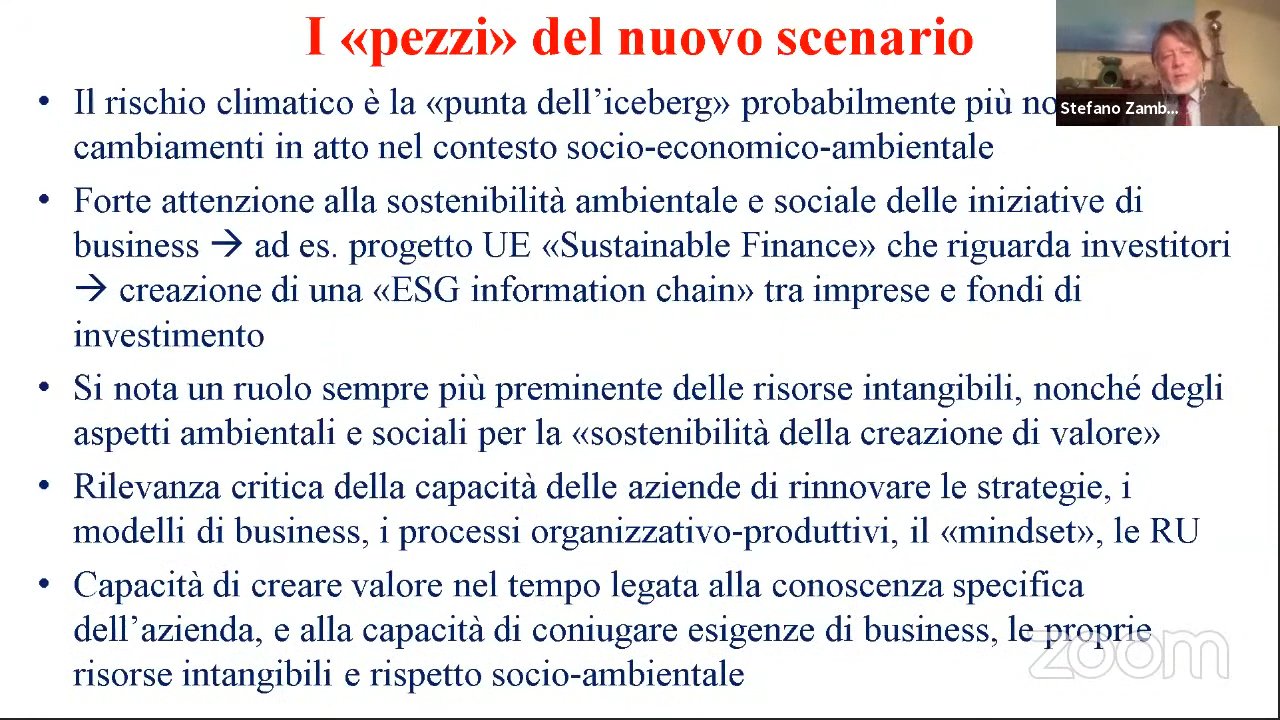 I «pezzi» del nuovo scenario
• Il rischio climatico è la «punta dell’iceberg» probabilmente più
cambiamenti in atto nel contesto socio-economico-ambientale
• Forte attenzione alla sostenibilità ambientale e sociale delle iniziative di
business → ad es. progetto UE «Sustainable Finance» che riguarda investitori
→ creazione di una «ESG information chain» tra imprese e fondi di
investimento
• Si nota un ruolo sempre più preminente delle risorse intangibili, nonché degli
aspetti ambientali e sociali per la «sostenibilità della creazione di valore»
• Rilevanza critica della capacità delle aziende di rinnovare le strategie, i
modelli di business, i processi organizzativo-produttivi, il «mindset», le RU
• Capacità di creare valore nel tempo legata alla conoscenza specifica
dell’azienda, e alla capacità di coniugare esigenze di business, le proprie
risorse intangibili e rispetto socio-ambientale
Stefano Zamb...
zoom